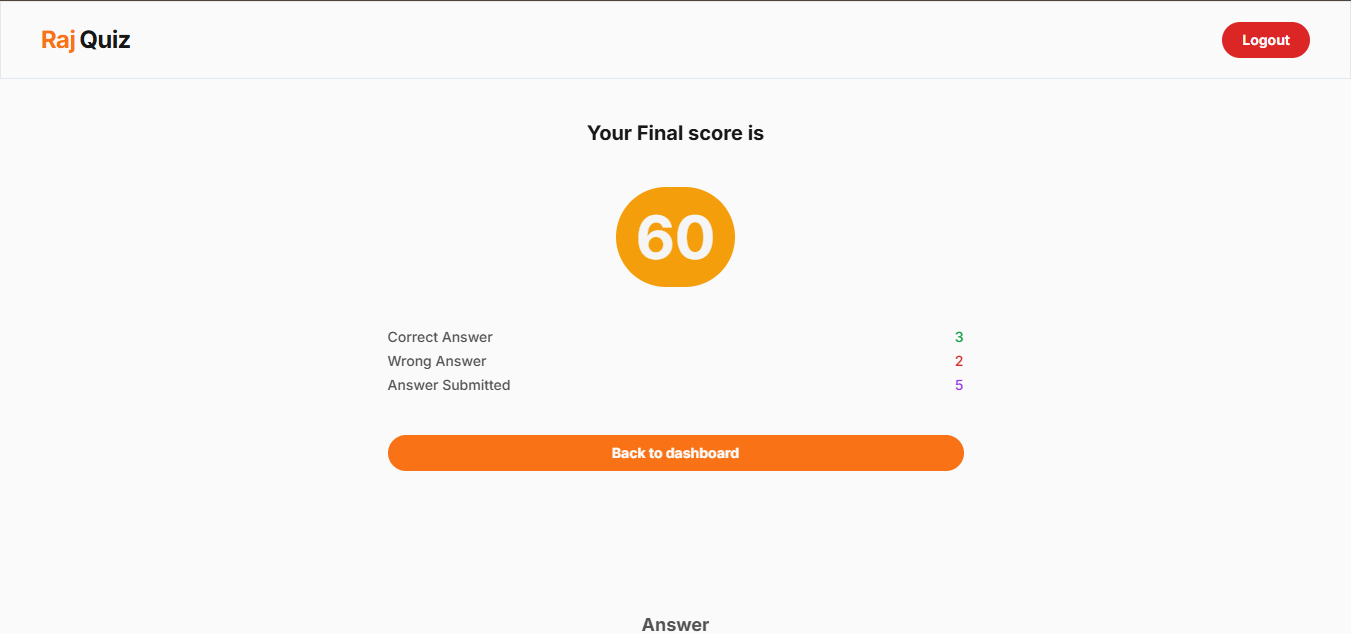 Raj Quiz
Logout
Your Final score is
60
Correct Answer 3
Wrong Answer 2
Answer Submitted 5
Back to dashboard
Answer